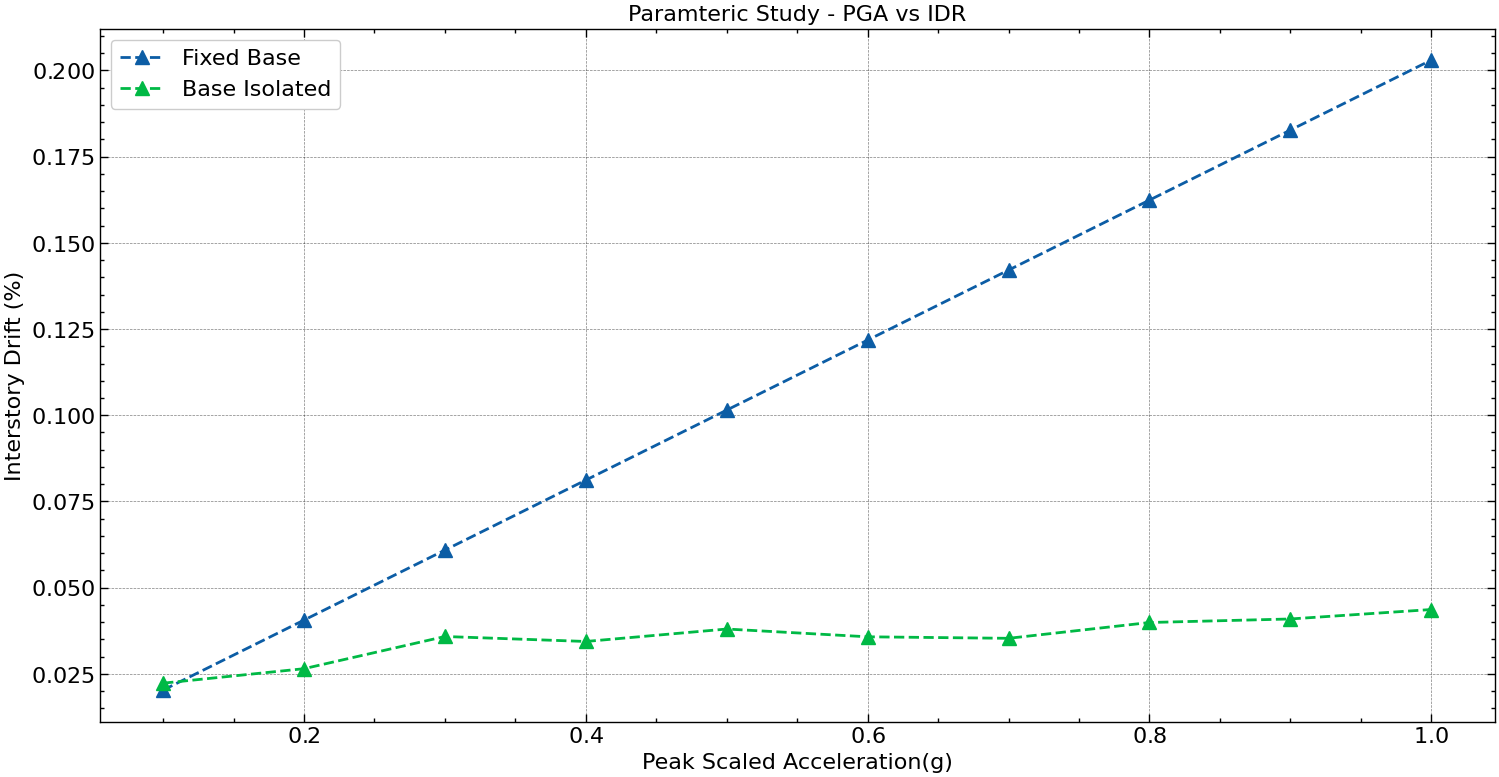 Paramteric Study - PGA vs IDR
Fixed Base
Base Isolated
Interstory Drift (%)
0.200
0.175
0.150
0.125
0.100
0.075
0.050
0.025
0.2
0.4
0.6
0.8
1.0
Peak Scaled Acceleration(g)